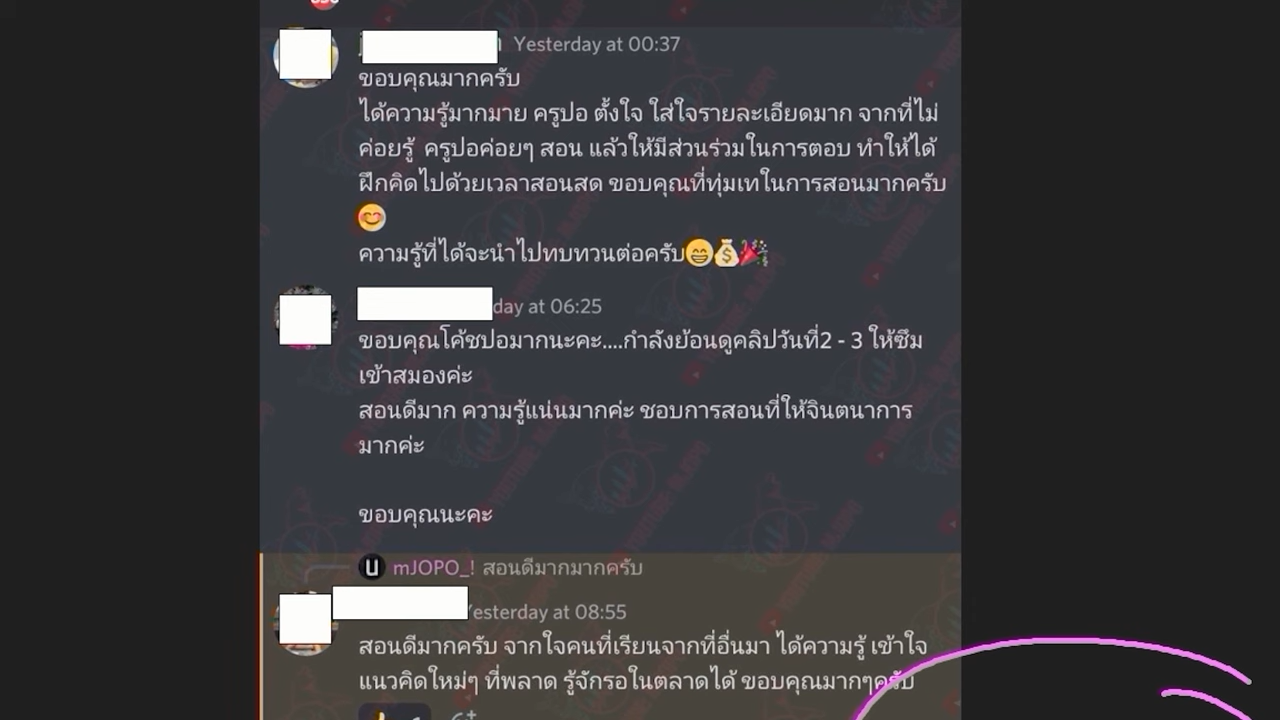 Yesterday at 00:37
ขอบคุณมากครับ
ได้ความรู้มากมาย ครูปอ ตั้งใจ ใส่ใจรายละเอียดมาก จากที่ไม่
ค่อยรู้ ครูปอค่อยๆ สอน แล้วให้มีส่วนร่วมในการตอบ ทำให้ได้
ฝึกคิดไปด้วยเวลาสอนสด ขอบคุณที่ทุ่มเทในการสอนมากครับ
😊
ความรู้ที่ได้จะนำไปทบทวนต่อครับ😄💰🎉
day at 06:25
ขอบคุณโค้ชปอมากนะคะ....กำลังย้อนดูคลิปวันที่2 - 3 ให้ซึม
เข้าสมองค่ะ
สอนดีมาก ความรู้แน่นมากค่ะ ชอบการสอนที่ให้จินตนาการ
มากค่ะ
ขอบคุณนะคะ
mJOPO_! สอนดีมากมากครับ
Yesterday at 08:55
สอนดีมากครับ จากใจคนที่เรียนจากที่อื่นมา ได้ความรู้ เข้าใจ
แนวคิดใหม่ๆ ที่พลาด รู้จักรอในตลาดได้ ขอบคุณมากๆครับ